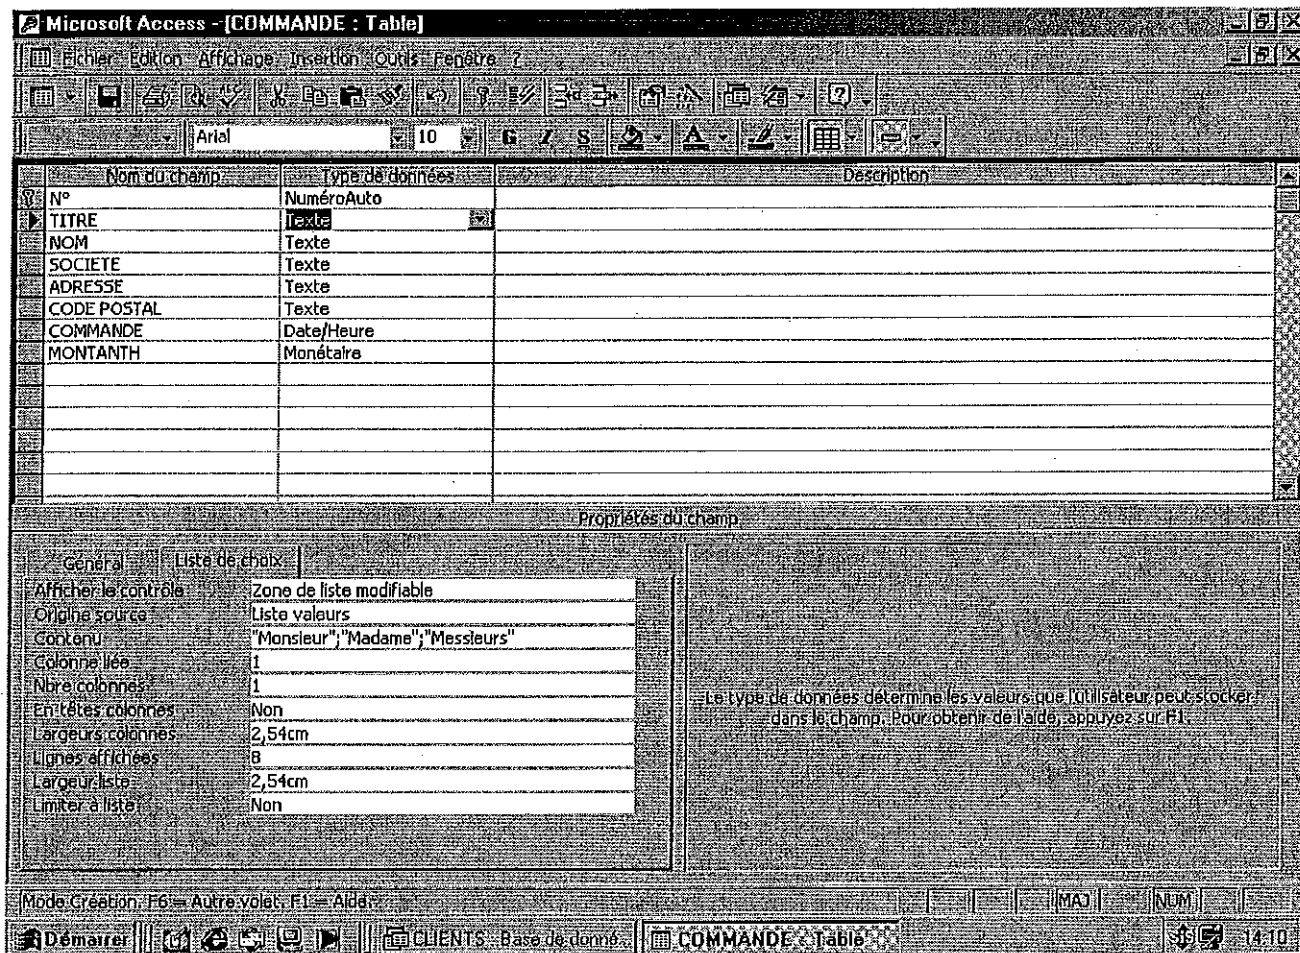 Microsoft Access - [COMMANDE : Table]
Fichier Edition Affichage Insertion Outils Fenêtre ?
Arial 10 G I S
Nom du champ Type de données Description
N° NuméroAuto
TITRE Texte
NOM Texte
SOCIETE Texte
ADRESSE Texte
CODE POSTAL Texte
COMMANDE Date/Heure
MONTANTH Monétaire
Propriétés du champ
Général Liste de choix
Afficher le contrôle Zone de liste modifiable
Origine source Liste valeurs
Contenu "Monsieur";"Madame";"Messieurs"
Colonne liée 1
Nbre colonnes 1
En-têtes colonnes Non
Largeurs colonnes 2,54cm
Lignes affichées 8
Largeur liste 2,54cm
Limiter à liste Non
Le type de données détermine les valeurs que l'utilisateur peut stocker
dans le champ. Pour obtenir de l'aide, appuyez sur F1.
Mode Création. F6 = Autre volet. F1 = Aide. MAJ NUM
Démarrer CLIENTS : Base de donné... COMMANDE : Table 14:10